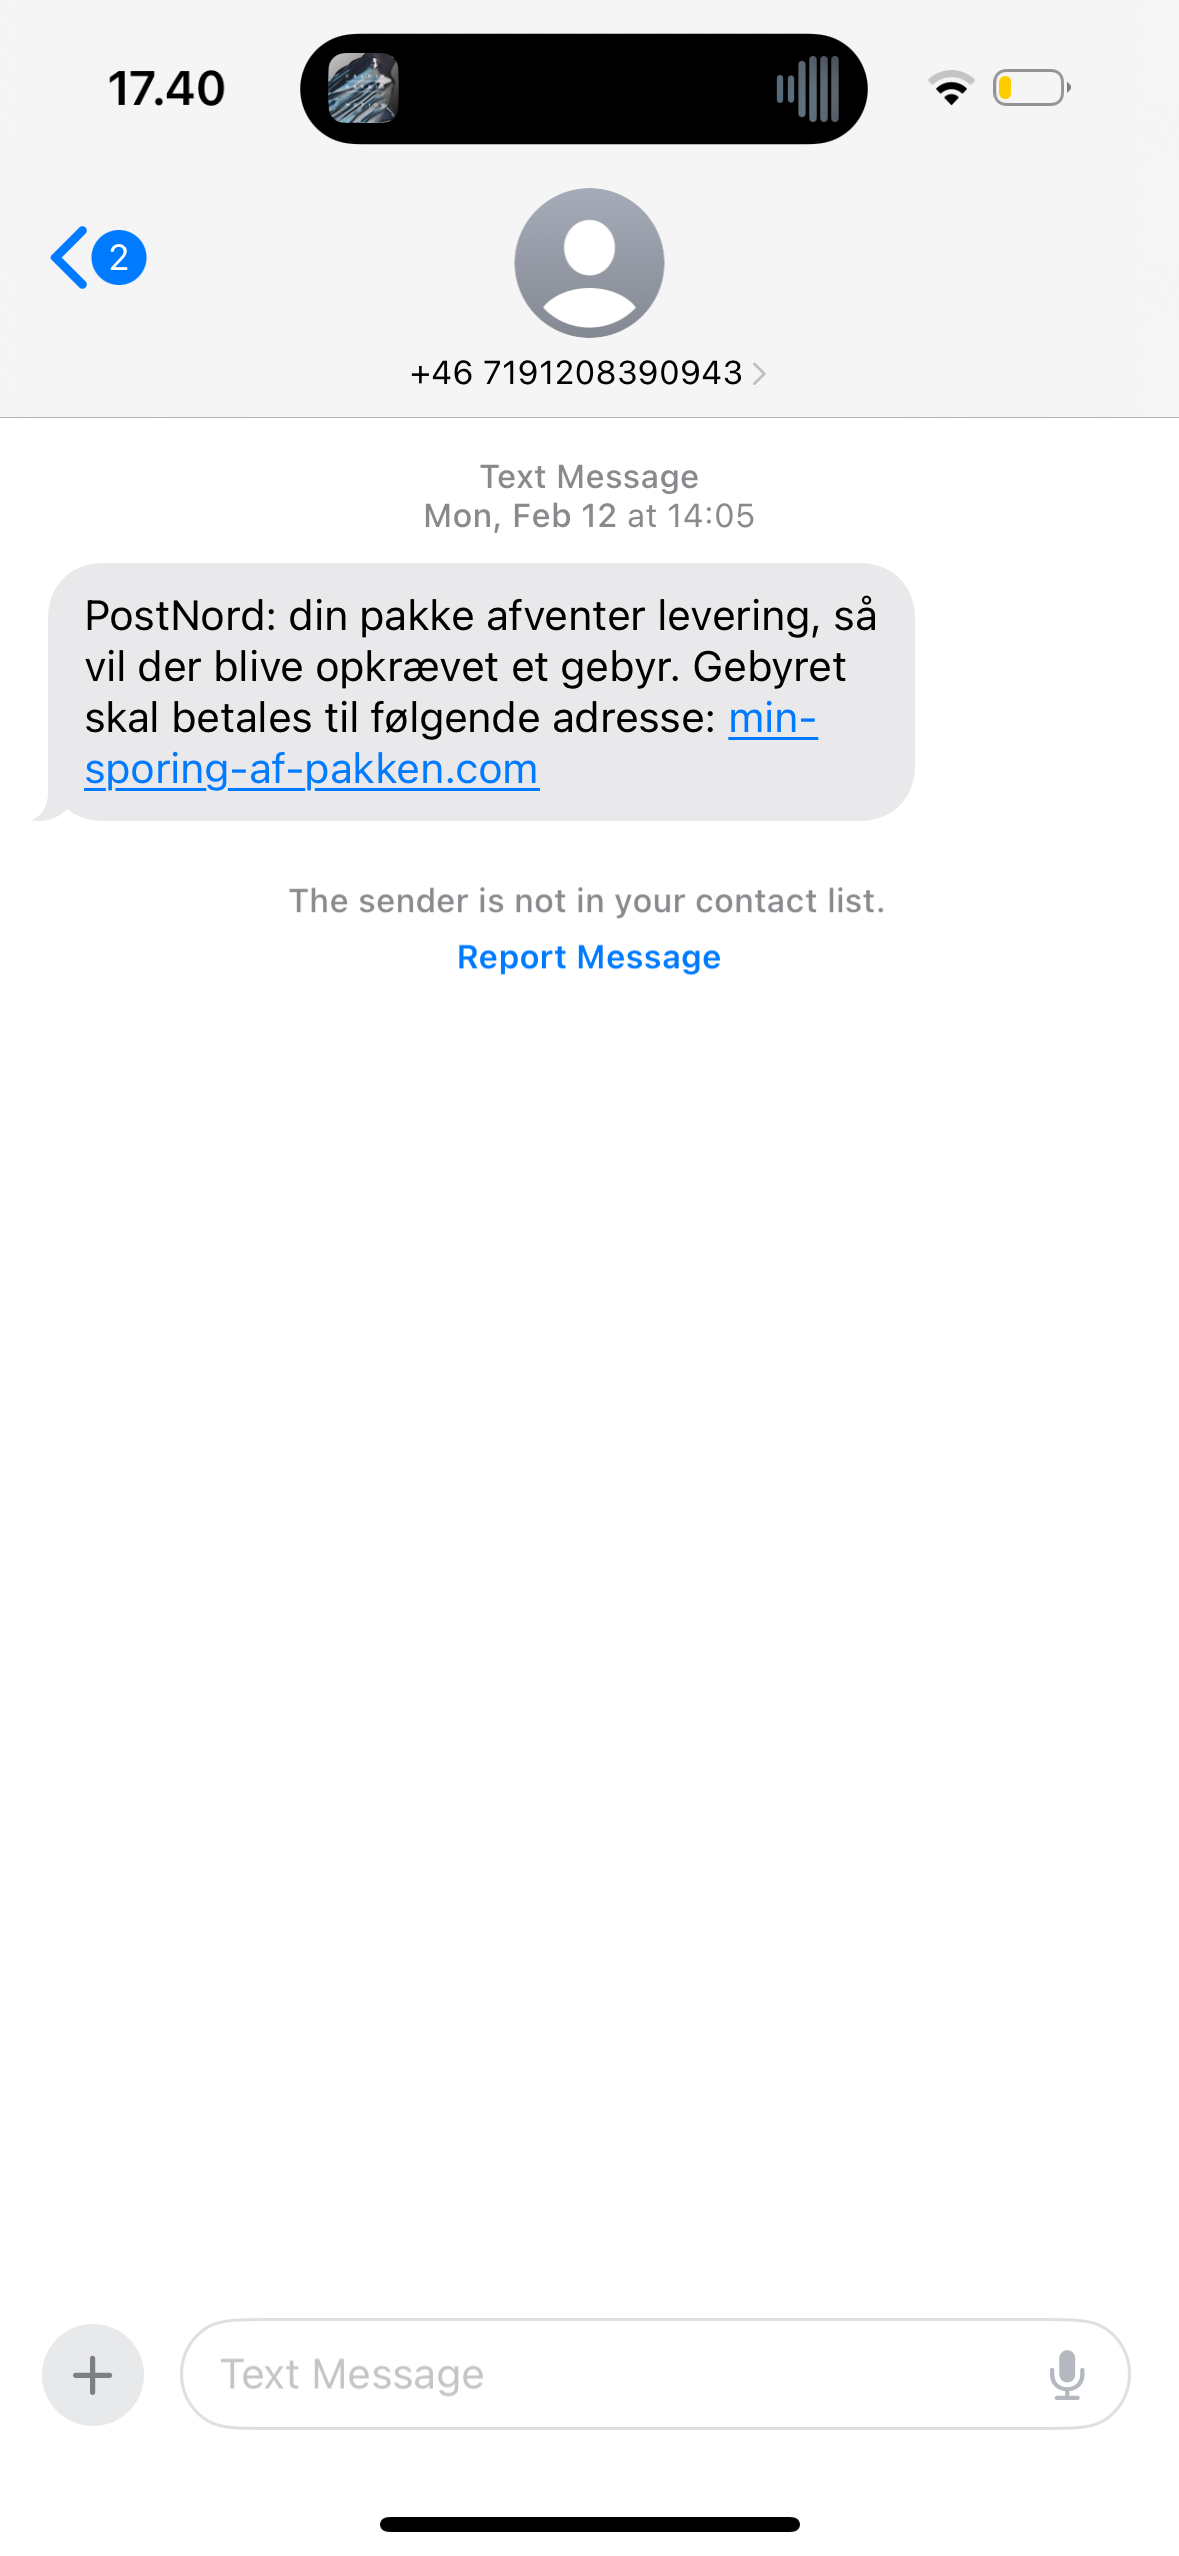 17.40
2
+46 7191208390943
Text Message
Mon, Feb 12 at 14:05
PostNord: din pakke afventer levering, så
vil der blive opkrævet et gebyr. Gebyret
skal betales til følgende adresse: min-
sporing-af-pakken.com
The sender is not in your contact list.
Report Message
Text Message